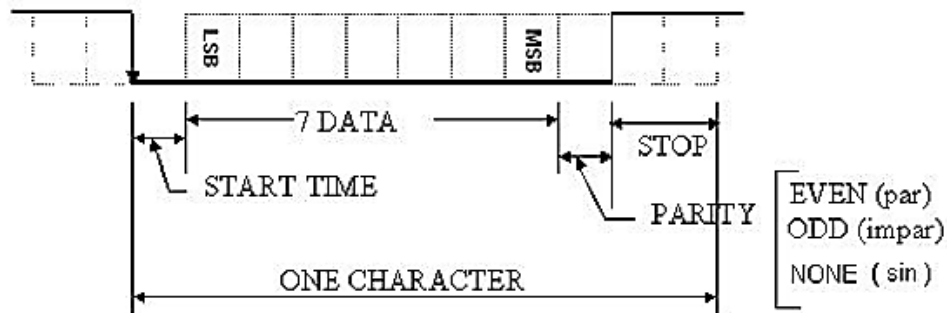 LSB
MSB
7 DATA
STOP
START TIME
PARITY
EVEN (par)
ODD (impar)
NONE ( sin )
ONE CHARACTER